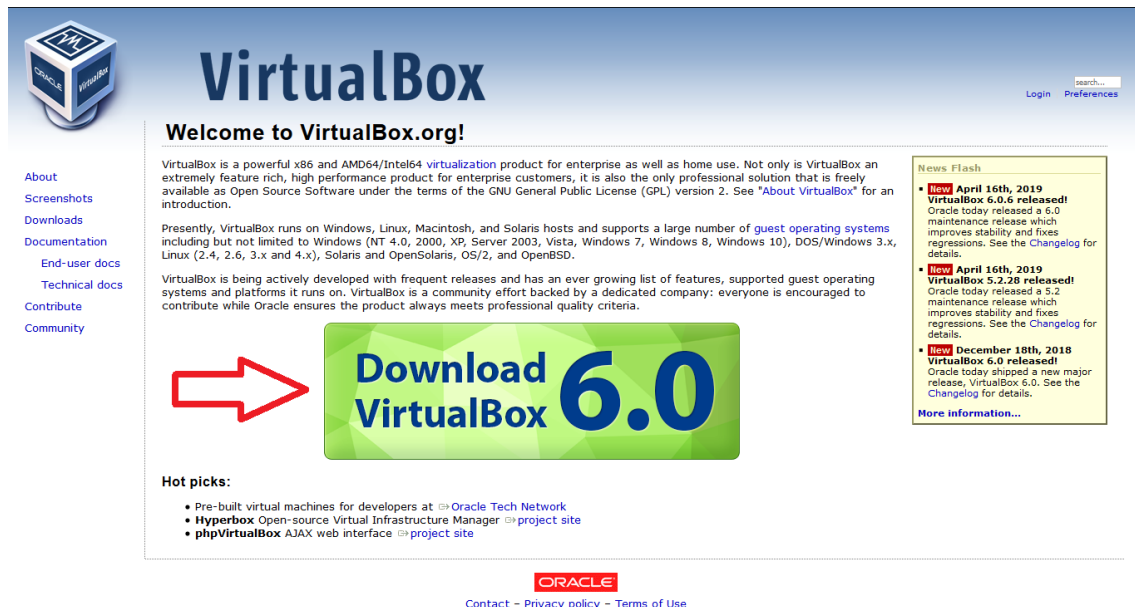 ORACLE
VirtualBox
VirtualBox
search...
Login Preferences
Welcome to VirtualBox.org!
About
Screenshots
Downloads
Documentation
End-user docs
Technical docs
Contribute
Community
VirtualBox is a powerful x86 and AMD64/Intel64 virtualization product for enterprise as well as home use. Not only is VirtualBox an
extremely feature rich, high performance product for enterprise customers, it is also the only professional solution that is freely
available as Open Source Software under the terms of the GNU General Public License (GPL) version 2. See "About VirtualBox" for an
introduction.
Presently, VirtualBox runs on Windows, Linux, Macintosh, and Solaris hosts and supports a large number of guest operating systems
including but not limited to Windows (NT 4.0, 2000, XP, Server 2003, Vista, Windows 7, Windows 8, Windows 10), DOS/Windows 3.x,
Linux (2.4, 2.6, 3.x and 4.x), Solaris and OpenSolaris, OS/2, and OpenBSD.
VirtualBox is being actively developed with frequent releases and has an ever growing list of features, supported guest operating
systems and platforms it runs on. VirtualBox is a community effort backed by a dedicated company: everyone is encouraged to
contribute while Oracle ensures the product always meets professional quality criteria.
Download
VirtualBox 6.0
Hot picks:
• Pre-built virtual machines for developers at Oracle Tech Network
• Hyperbox Open-source Virtual Infrastructure Manager project site
• phpVirtualBox AJAX web interface project site
News Flash
• New April 16th, 2019
VirtualBox 6.0.6 released!
Oracle today released a 6.0
maintenance release which
improves stability and fixes
regressions. See the Changelog for
details.
• New April 16th, 2019
VirtualBox 5.2.28 released!
Oracle today released a 5.2
maintenance release which
improves stability and fixes
regressions. See the Changelog for
details.
• New December 18th, 2018
VirtualBox 6.0 released!
Oracle today shipped a new major
release, VirtualBox 6.0. See the
Changelog for details.
More information...
ORACLE
Contact – Privacy policy – Terms of Use